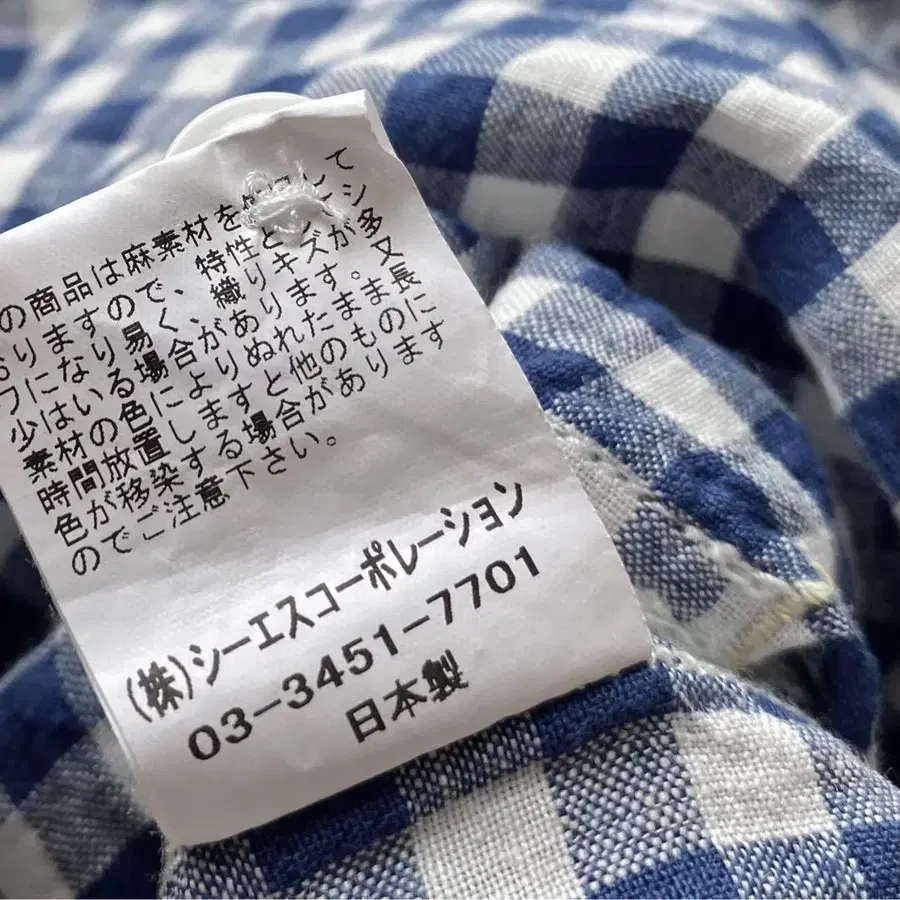 の商品は麻素材を して
りますので、特性としてシ
ワになり易く、織りキズが多
少はいる場合があります。又
素材の色によりぬれたまま長
時間放置しますと他のものに
色が移染する場合があります
のでご注意下さい。
(株)シーエスコーポレーション
03-3451-7701
日本製